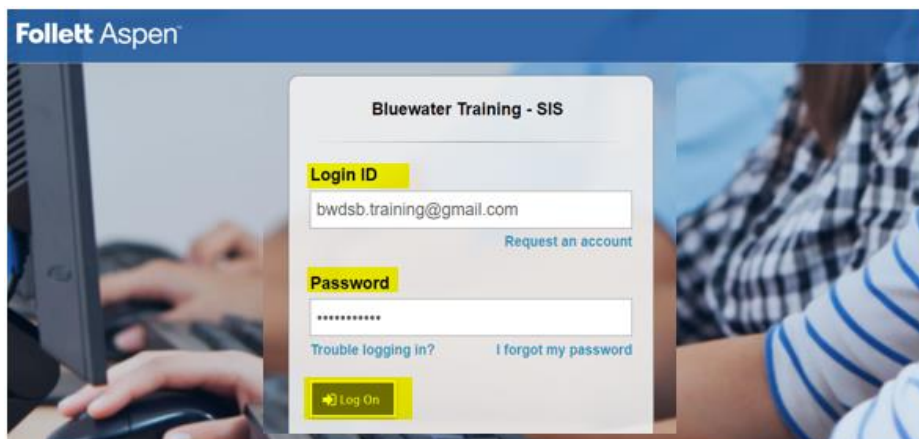 Follett Aspen
Bluewater Training - SIS
Login ID
bwdsb.training@gmail.com
Request an account
Password
•••••••••••
Trouble logging in? I forgot my password
Log On